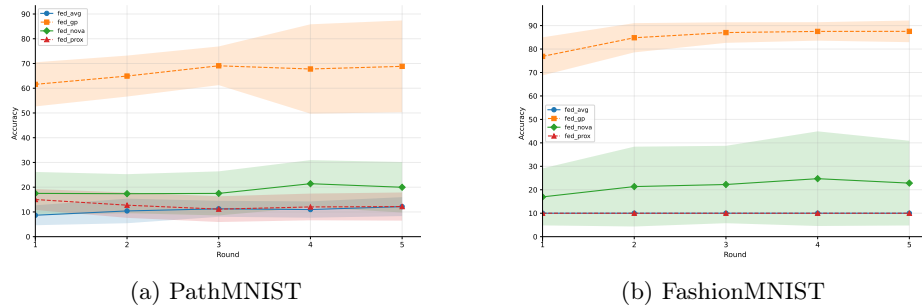 90
80
70
60
50
40
30
20
10
0
Accuracy
fed_avg
fed_gp
fed_nova
fed_prox
1 2 3 4 5
Round
(a) PathMNIST
90
80
70
60
50
40
30
20
10
0
Accuracy
fed_avg
fed_gp
fed_nova
fed_prox
1 2 3 4 5
Round
(b) FashionMNIST